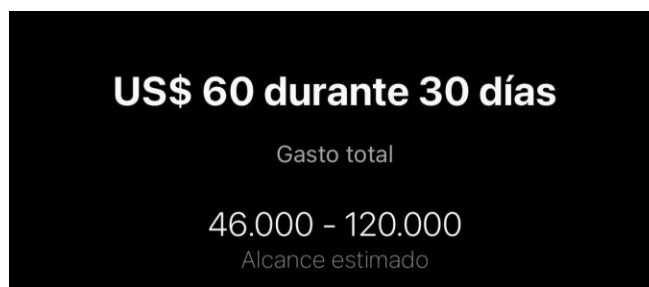 US$ 60 durante 30 días
Gasto total
46.000 - 120.000
Alcance estimado